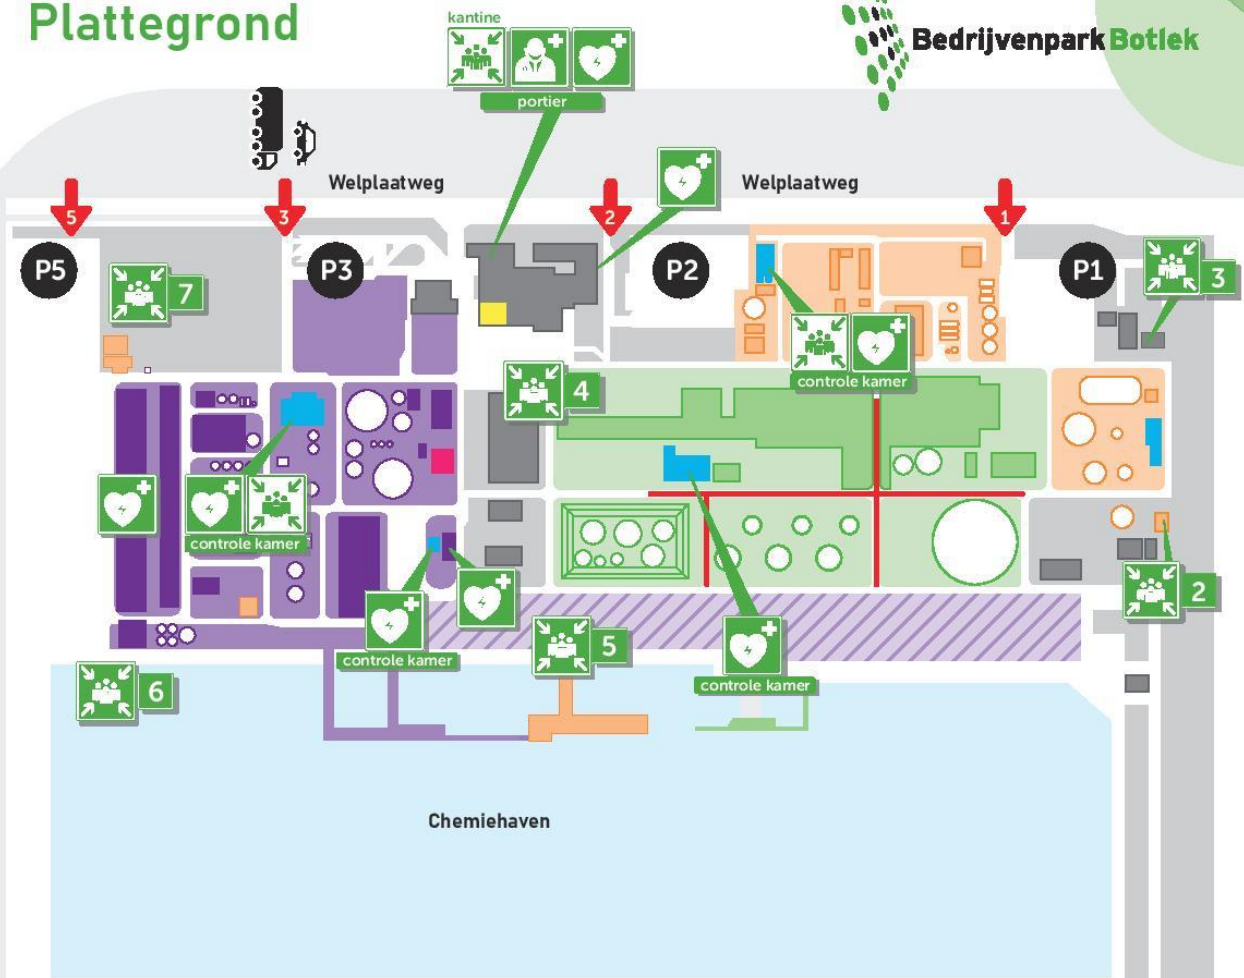 Plattegrond
kantine
Bedrijvenpark Botlek
portier
Welplaatweg
Welplaatweg
5
3
2
1
P5
P3
P2
P1
7
3
controle kamer
4
controle kamer
2
5
controle kamer
controle kamer
6
Chemiehaven